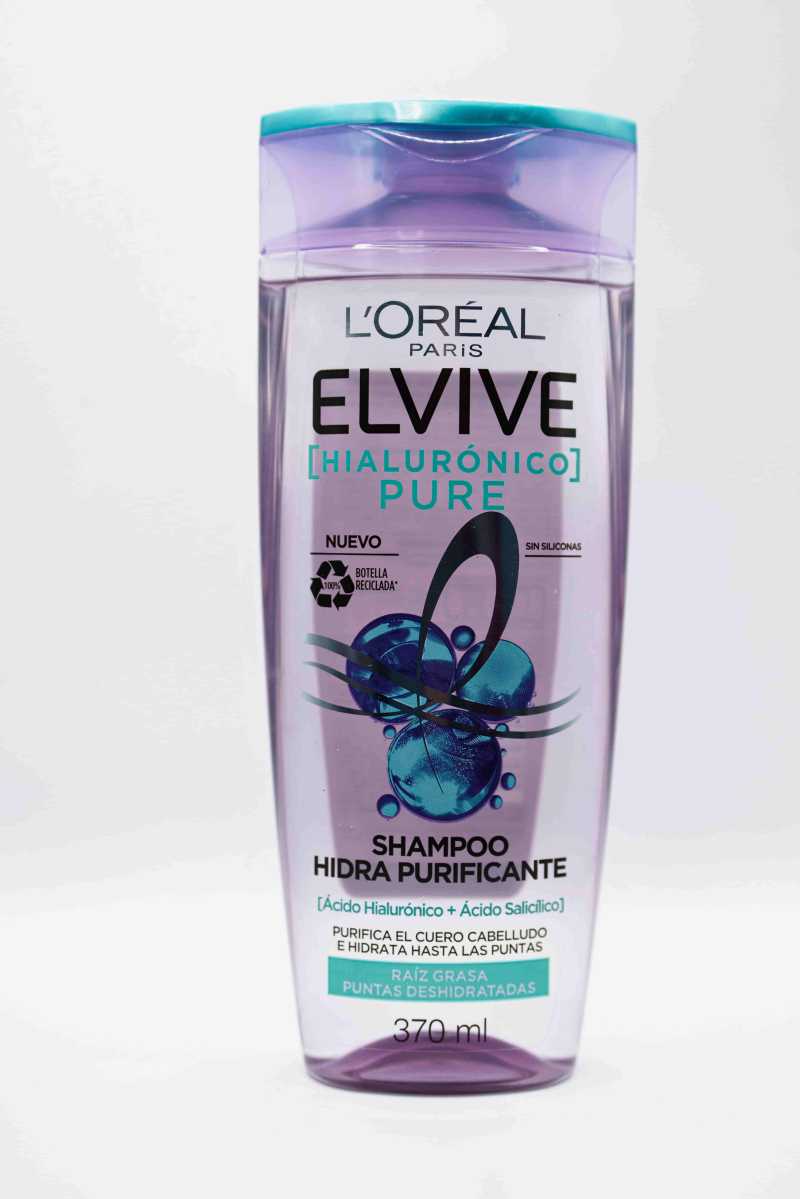 L'ORÉAL
PARiS
ELVIVE
[HIALURÓNICO]
PURE
NUEVO
SIN SILICONAS
100%
BOTELLA
RECICLADA*
SHAMPOO
HIDRA PURIFICANTE
[Ácido Hialurónico + Ácido Salicílico]
PURIFICA EL CUERO CABELLUDO
E HIDRATA HASTA LAS PUNTAS
RAÍZ GRASA
PUNTAS DESHIDRATADAS
370 ml